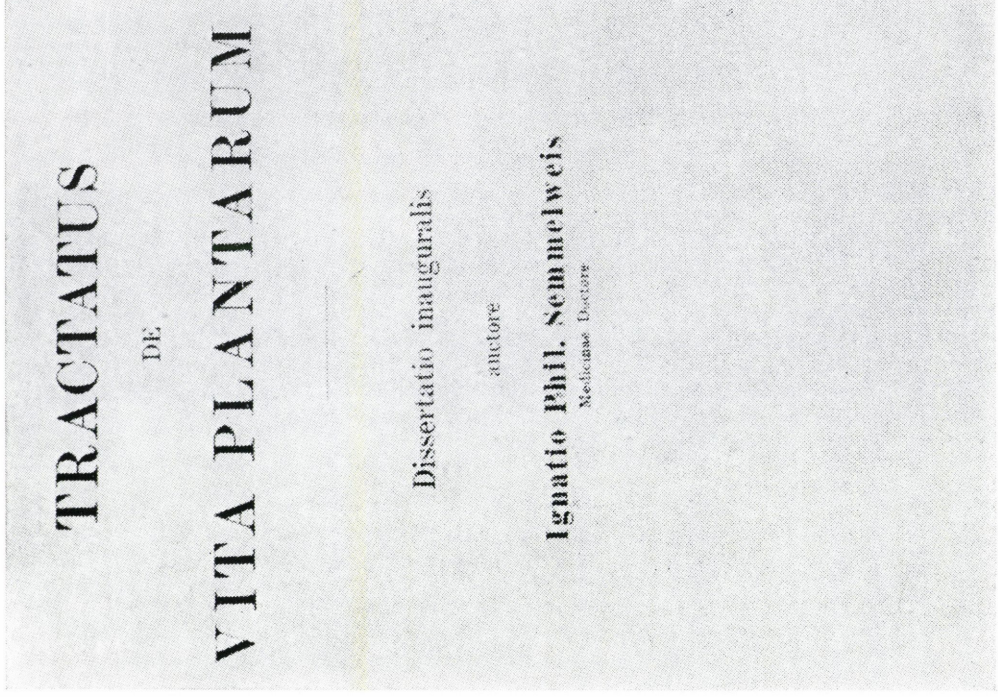 TRACTATUS
DE
VITA PLANTARUM
Dissertatio inauguralis
auctore
Ignatio Phil. Semmelweis
Medicinae Doctore